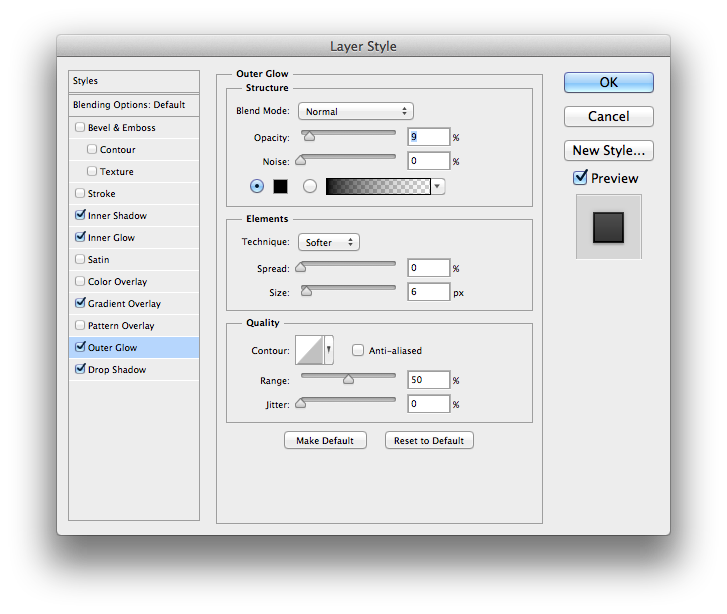 Layer Style
Styles
Blending Options: Default
Bevel & Emboss
Contour
Texture
Stroke
Inner Shadow
Inner Glow
Satin
Color Overlay
Gradient Overlay
Pattern Overlay
Outer Glow
Drop Shadow
Outer Glow
Structure
Blend Mode: Normal
Opacity: 9 %
Noise: 0 %
Elements
Technique: Softer
Spread: 0 %
Size: 6 px
Quality
Contour: Anti-aliased
Range: 50 %
Jitter: 0 %
Make Default Reset to Default
OK
Cancel
New Style...
Preview